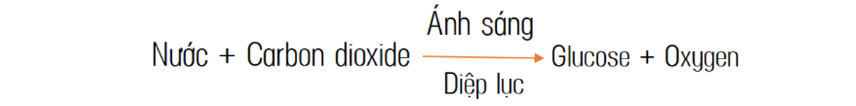 Ánh sáng
Nước + Carbon dioxide Glucose + Oxygen
Diệp lục